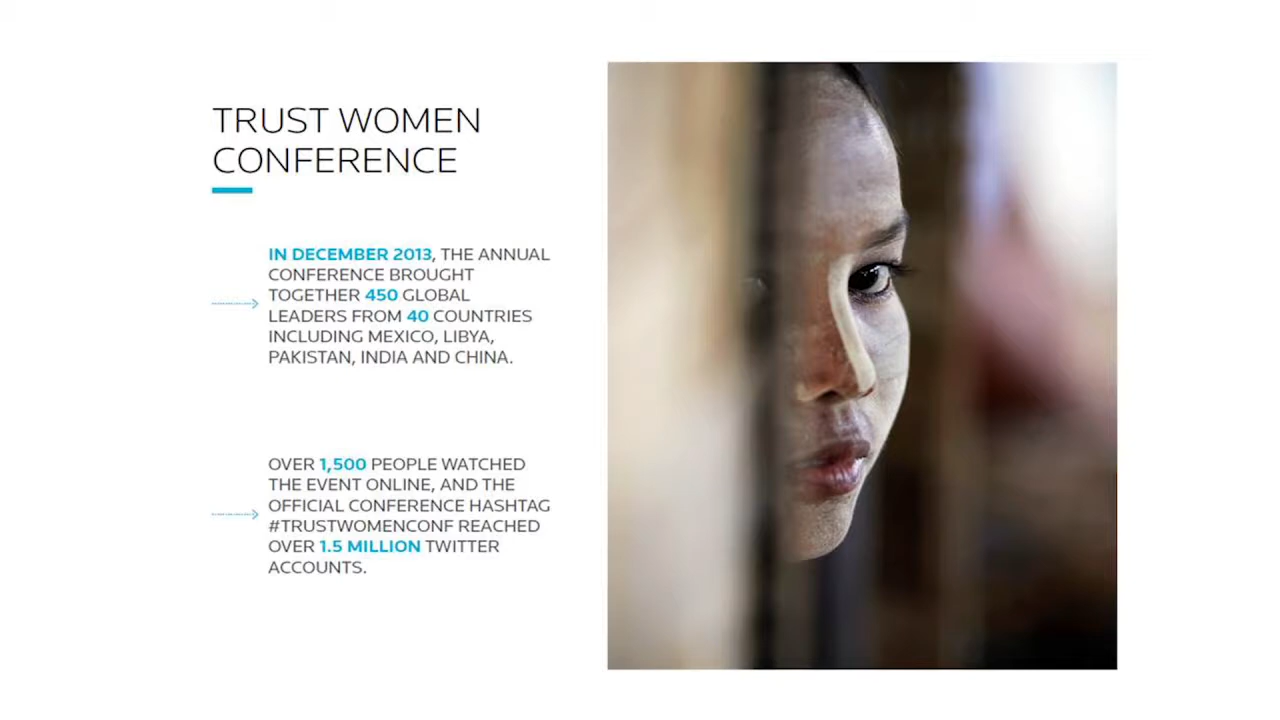 TRUST WOMEN
CONFERENCE
IN DECEMBER 2013, THE ANNUAL
CONFERENCE BROUGHT
TOGETHER 450 GLOBAL
LEADERS FROM 40 COUNTRIES
INCLUDING MEXICO, LIBYA,
PAKISTAN, INDIA AND CHINA.
OVER 1,500 PEOPLE WATCHED
THE EVENT ONLINE, AND THE
OFFICIAL CONFERENCE HASHTAG
#TRUSTWOMENCONF REACHED
OVER 1.5 MILLION TWITTER
ACCOUNTS.